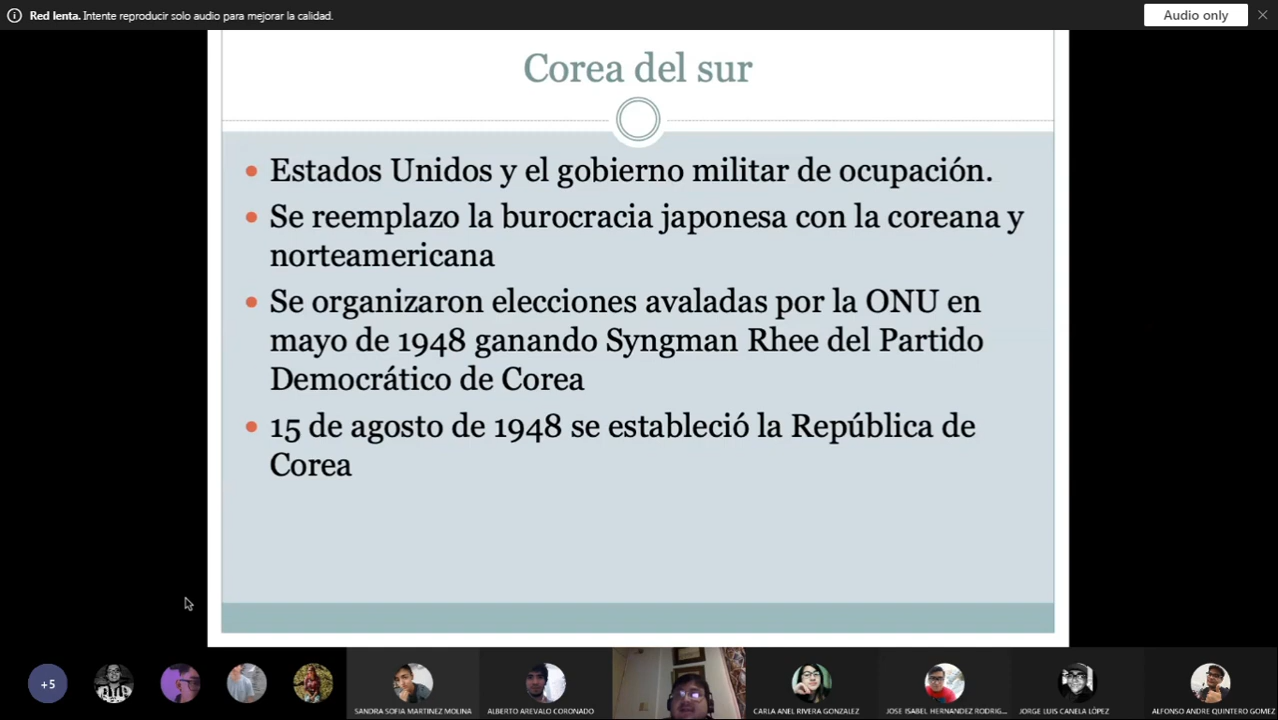 Red lenta. Intente reproducir solo audio para mejorar la calidad.
Audio only
Corea del sur
• Estados Unidos y el gobierno militar de ocupación.
• Se reemplazo la burocracia japonesa con la coreana y
norteamericana
• Se organizaron elecciones avaladas por la ONU en
mayo de 1948 ganando Syngman Rhee del Partido
Democrático de Corea
• 15 de agosto de 1948 se estableció la República de
Corea
+5
SANDRA SOFIA MARTINEZ MOLINA
ALBERTO AREVALO CORONADO
CARLA ANEL RIVERA GONZALEZ
JOSE ISABEL HERNANDEZ RODRIG...
JORGE LUIS CANELA LÓPEZ
ALFONSO ANDRE QUINTERO GOMEZ